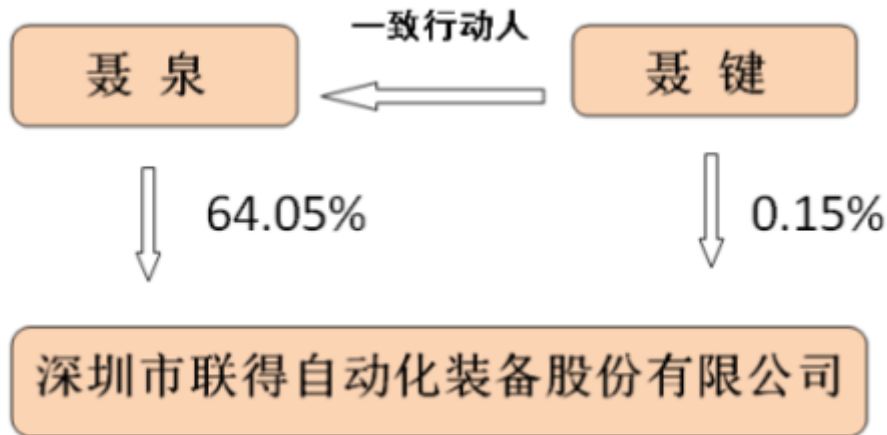 一致行动人
聂 泉
聂 键
64.05%
0.15%
深圳市联得自动化装备股份有限公司